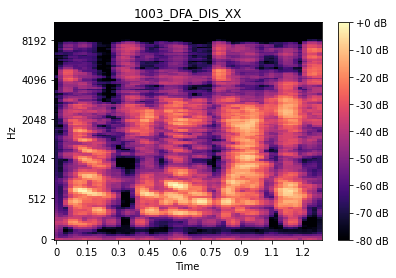 1003_DFA_DIS_XX
Hz
8192
4096
2048
1024
512
0
0
0.15
0.3
0.45
0.6
0.75
0.9
1.1
1.2
Time
+0 dB
-10 dB
-20 dB
-30 dB
-40 dB
-50 dB
-60 dB
-70 dB
-80 dB